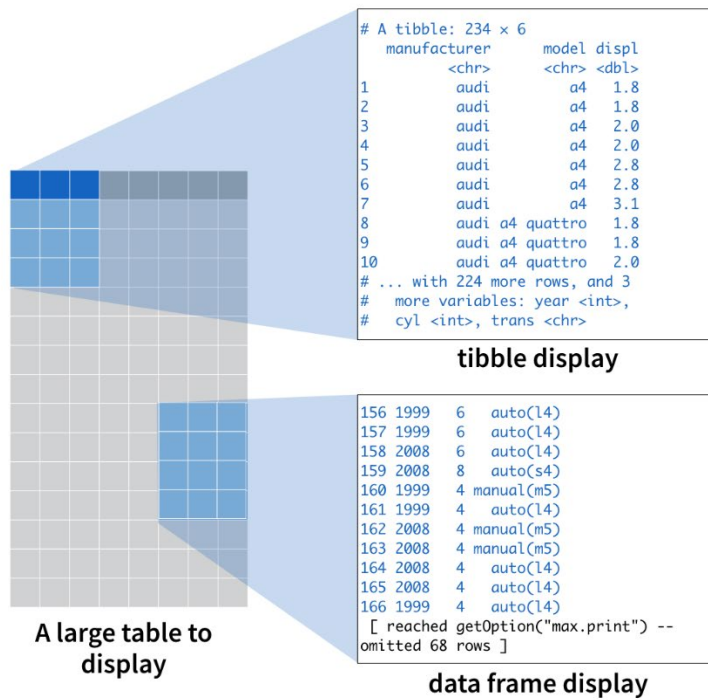 # A tibble: 234 × 6
manufacturer model displ
<chr> <chr> <dbl>
1 audi a4 1.8
2 audi a4 1.8
3 audi a4 2.0
4 audi a4 2.0
5 audi a4 2.8
6 audi a4 2.8
7 audi a4 3.1
8 audi a4 quattro 1.8
9 audi a4 quattro 1.8
10 audi a4 quattro 2.0
# ... with 224 more rows, and 3
# more variables: year <int>,
# cyl <int>, trans <chr>
tibble display
156 1999 6 auto(l4)
157 1999 6 auto(l4)
158 2008 6 auto(l4)
159 2008 8 auto(s4)
160 1999 4 manual(m5)
161 1999 4 auto(l4)
162 2008 4 manual(m5)
163 2008 4 manual(m5)
164 2008 4 auto(l4)
165 2008 4 auto(l4)
166 1999 4 auto(l4)
[ reached getOption("max.print") --
omitted 68 rows ]
A large table to
display
data frame display